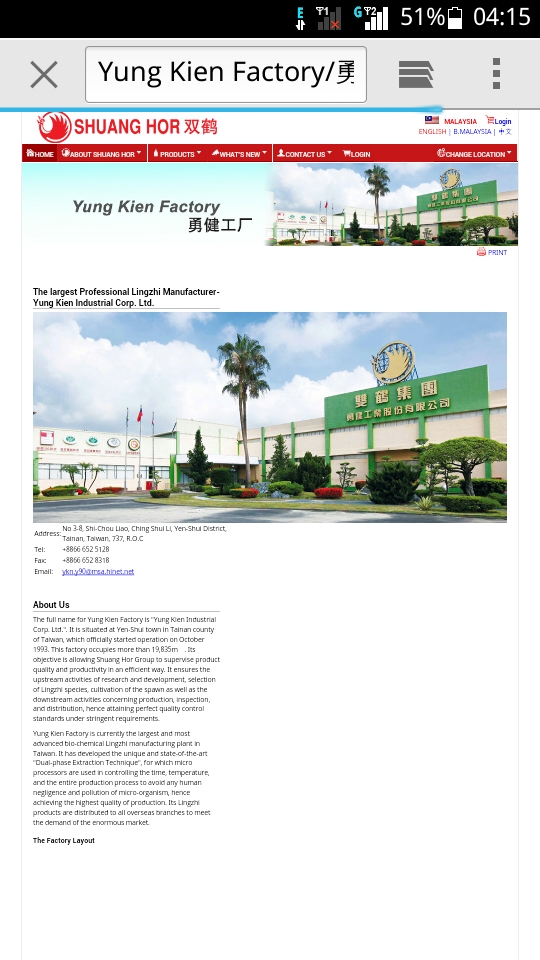 E T1 G T2 51% 04:15
Yung Kien Factory/勇
SHUANG HOR 双鹤
MALAYSIA Login
ENGLISH | B.MALAYSIA | 中文
HOME ABOUT SHUANG HOR PRODUCTS WHAT'S NEW CONTACT US LOGIN CHANGE LOCATION
Yung Kien Factory
勇健工厂
PRINT
The largest Professional Lingzhi Manufacturer-
Yung Kien Industrial Corp. Ltd.
雙鶴集團
勇健工業股份有限公司
Address: No 3-8, Shi-Chou Liao, Ching Shui Li, Yen-Shui District,
Tainan, Taiwan, 737, R.O.C
Tel: +8866 652 5128
Fax: +8866 652 8318
Email: ykn.y90@msa.hinet.net
About Us
The full name for Yung Kien Factory is "Yung Kien Industrial
Corp. Ltd.". It is situated at Yen-Shui town in Tainan county
of Taiwan, which officially started operation on October
1993. This factory occupies more than 19,835m . Its
objective is allowing Shuang Hor Group to supervise product
quality and productivity in an efficient way. It ensures the
upstream activities of research and development, selection
of Lingzhi species, cultivation of the spawn as well as the
downstream activities concerning production, inspection,
and distribution, hence attaining perfect quality control
standards under stringent requirements.
Yung Kien Factory is currently the largest and most
advanced bio-chemical Lingzhi manufacturing plant in
Taiwan. It has developed the unique and state-of-the-art
"Dual-phase Extraction Technique", for which micro
processors are used in controlling the time, temperature,
and the entire production process to avoid any human
negligence and pollution of micro-organism, hence
achieving the highest quality of production. Its Lingzhi
products are distributed to all overseas branches to meet
the demand of the enormous market.
The Factory Layout